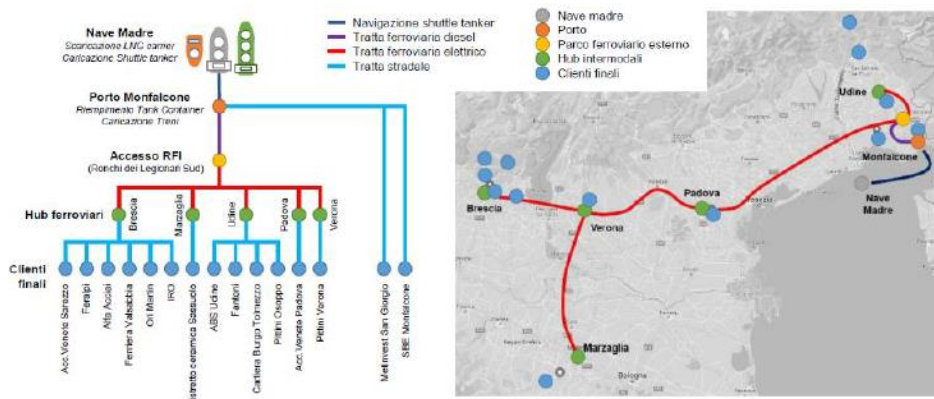 Nave Madre
Scaricazione LNG carrier
Caricazione Shuttle tanker
Porto Monfalcone
Riempimento Tank Container
Caricazione Treni
Accesso RFI
(Ronchi dei Legionari Sud)
Hub ferroviari
Brescia
Marzaglia
Udine
Padova
Verona
Clienti
finali
Acc. Venete Sarezzo
Feralpi
Alfa Acciai
Ferriera Valsabbia
Ori Martin
IRO
istretto ceramica Sassuolo
ABS Udine
Fantoni
Cartiera Burgo Tolmezzo
Pittini Osoppo
Acc. Venete Padova
Pittini Verona
Metinvest San Giorgio
SBE Monfalcone
Navigazione shuttle tanker
Tratta ferroviaria diesel
Tratta ferroviaria elettrico
Tratta stradale
Nave madre
Porto
Parco ferroviario esterno
Hub intermodali
Clienti finali
Udine
Monfalcone
Nave
Madre
Padova
Venezia
Brescia
Verona
Marzaglia
Bologna